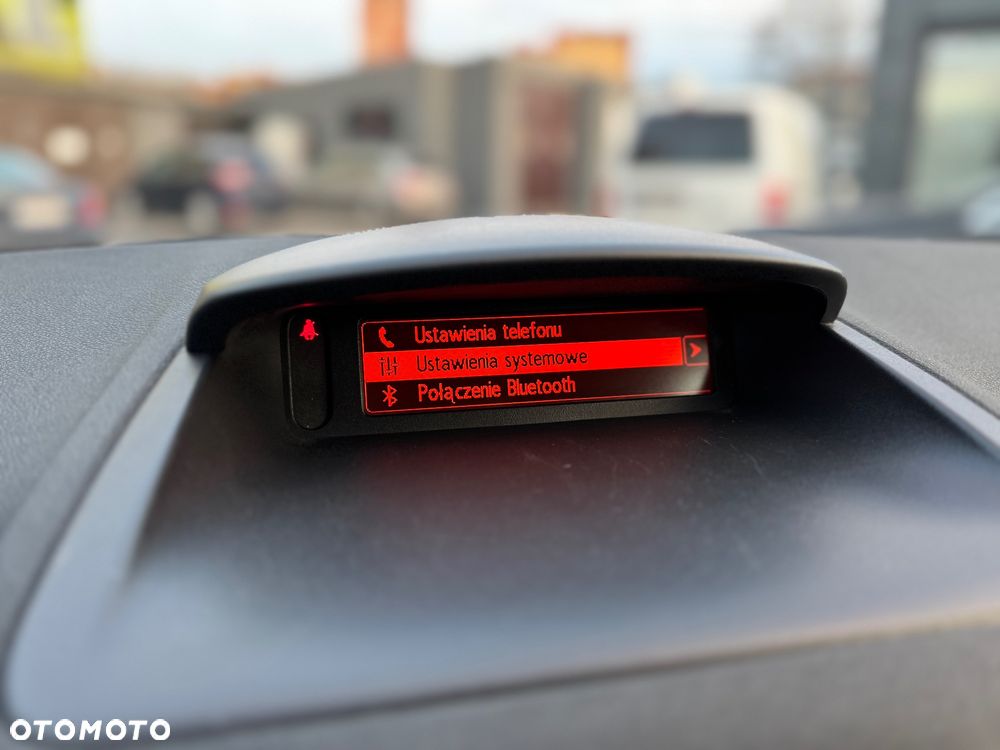 Ustawienia telefonu
Ustawienia systemowe
Połączenie Bluetooth
OTOMOTO